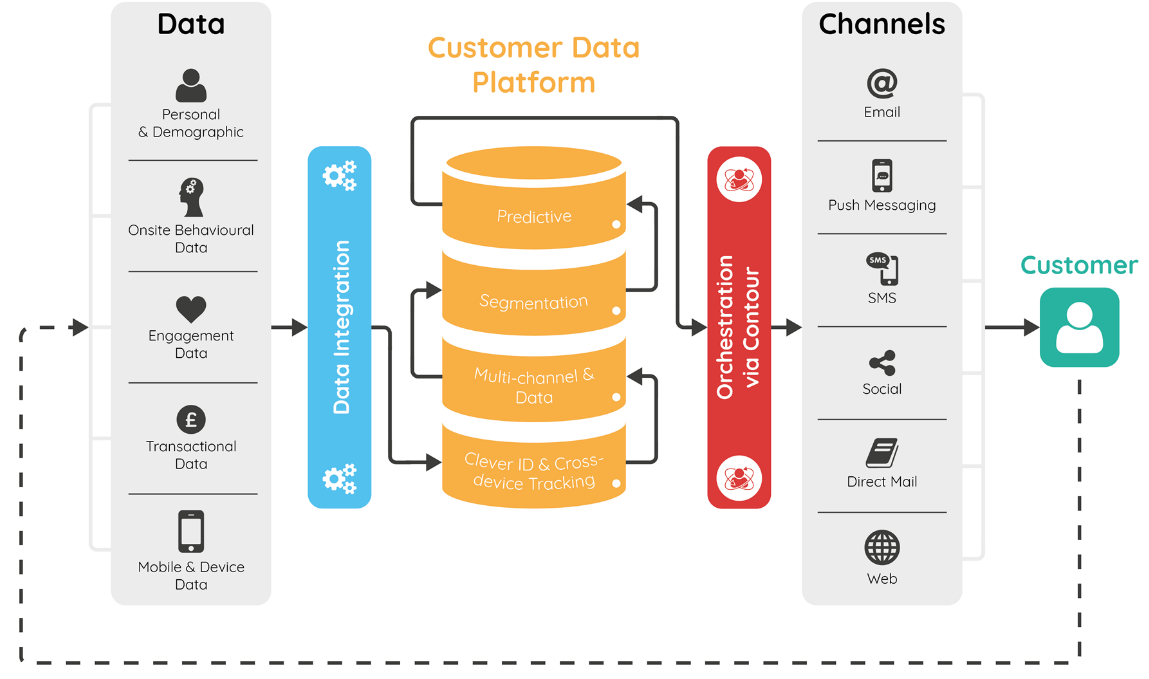 Data
Personal
& Demographic
Onsite Behavioural
Data
Engagement
Data
£
Transactional
Data
Mobile & Device
Data
Data Integration
Customer Data
Platform
Predictive
Segmentation
Multi-channel &
Data
Clever ID & Cross-
device Tracking
Orchestration
via Contour
Channels
@
Email
Push Messaging
SMS
SMS
Social
Direct Mail
Web
Customer